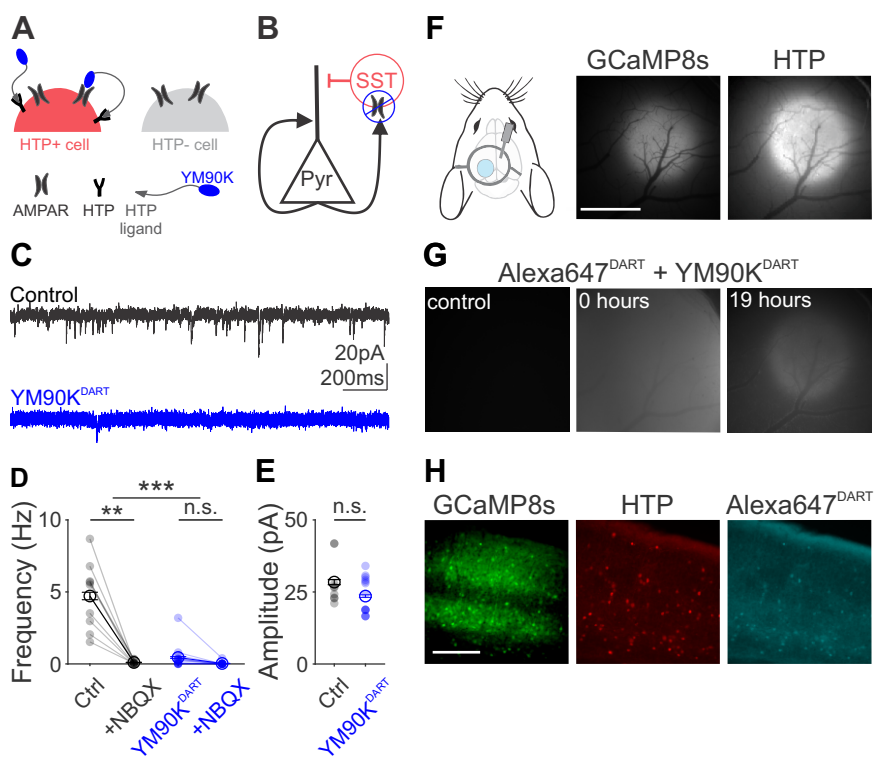 A
HTP+ cell
HTP- cell
AMPAR
HTP
HTP
ligand
YM90K
B
SST
Pyr
C
Control
20pA
200ms
YM90KDART
D
Frequency (Hz)
10
5
0
***
**
n.s.
Ctrl
+NBQX
YM90KDART
+NBQX
E
Amplitude (pA)
50
25
0
n.s.
Ctrl
YM90KDART
F
GCaMP8s
HTP
G
Alexa647DART + YM90KDART
control
0 hours
19 hours
H
GCaMP8s
HTP
Alexa647DART